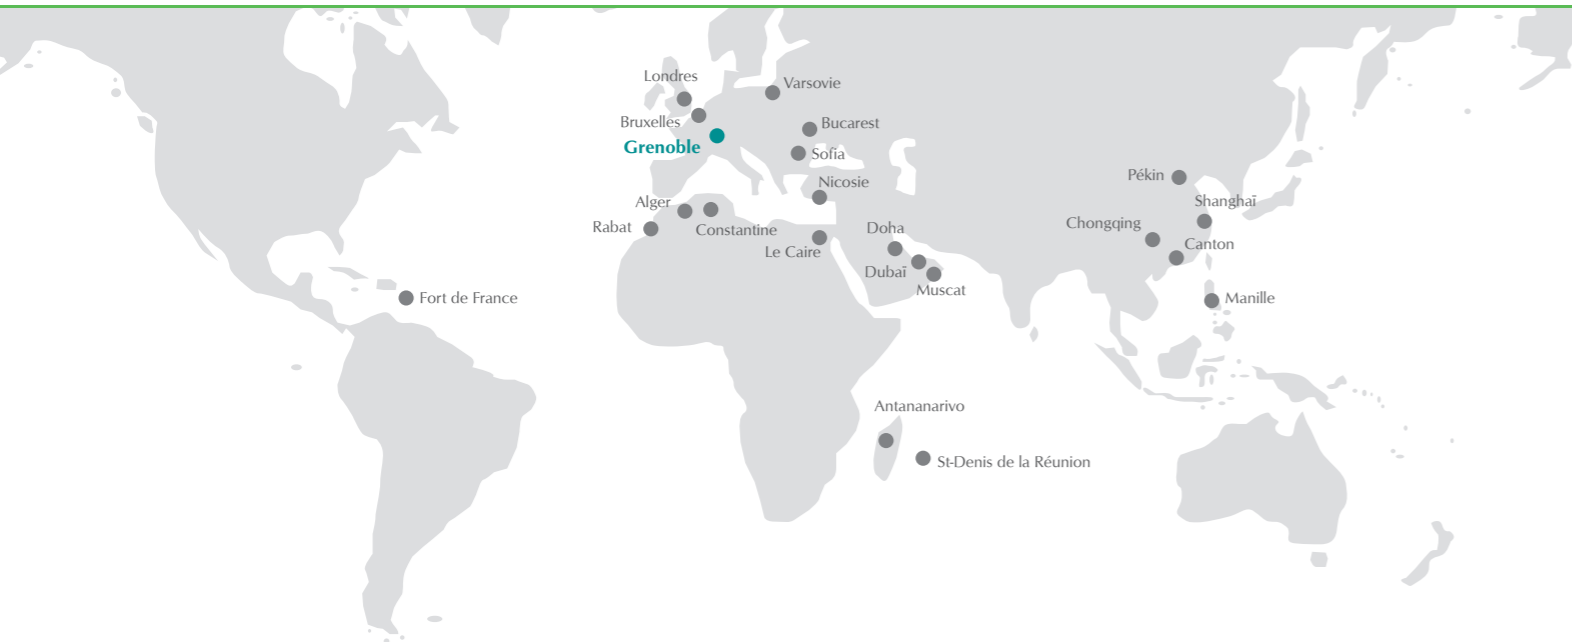 Londres
Varsovie
Bruxelles
Bucarest
Grenoble
Sofia
Pékin
Nicosie
Alger
Shanghaï
Rabat
Constantine
Doha
Chongqing
Le Caire
Canton
Dubaï
Muscat
Fort de France
Manille
Antananarivo
St-Denis de la Réunion